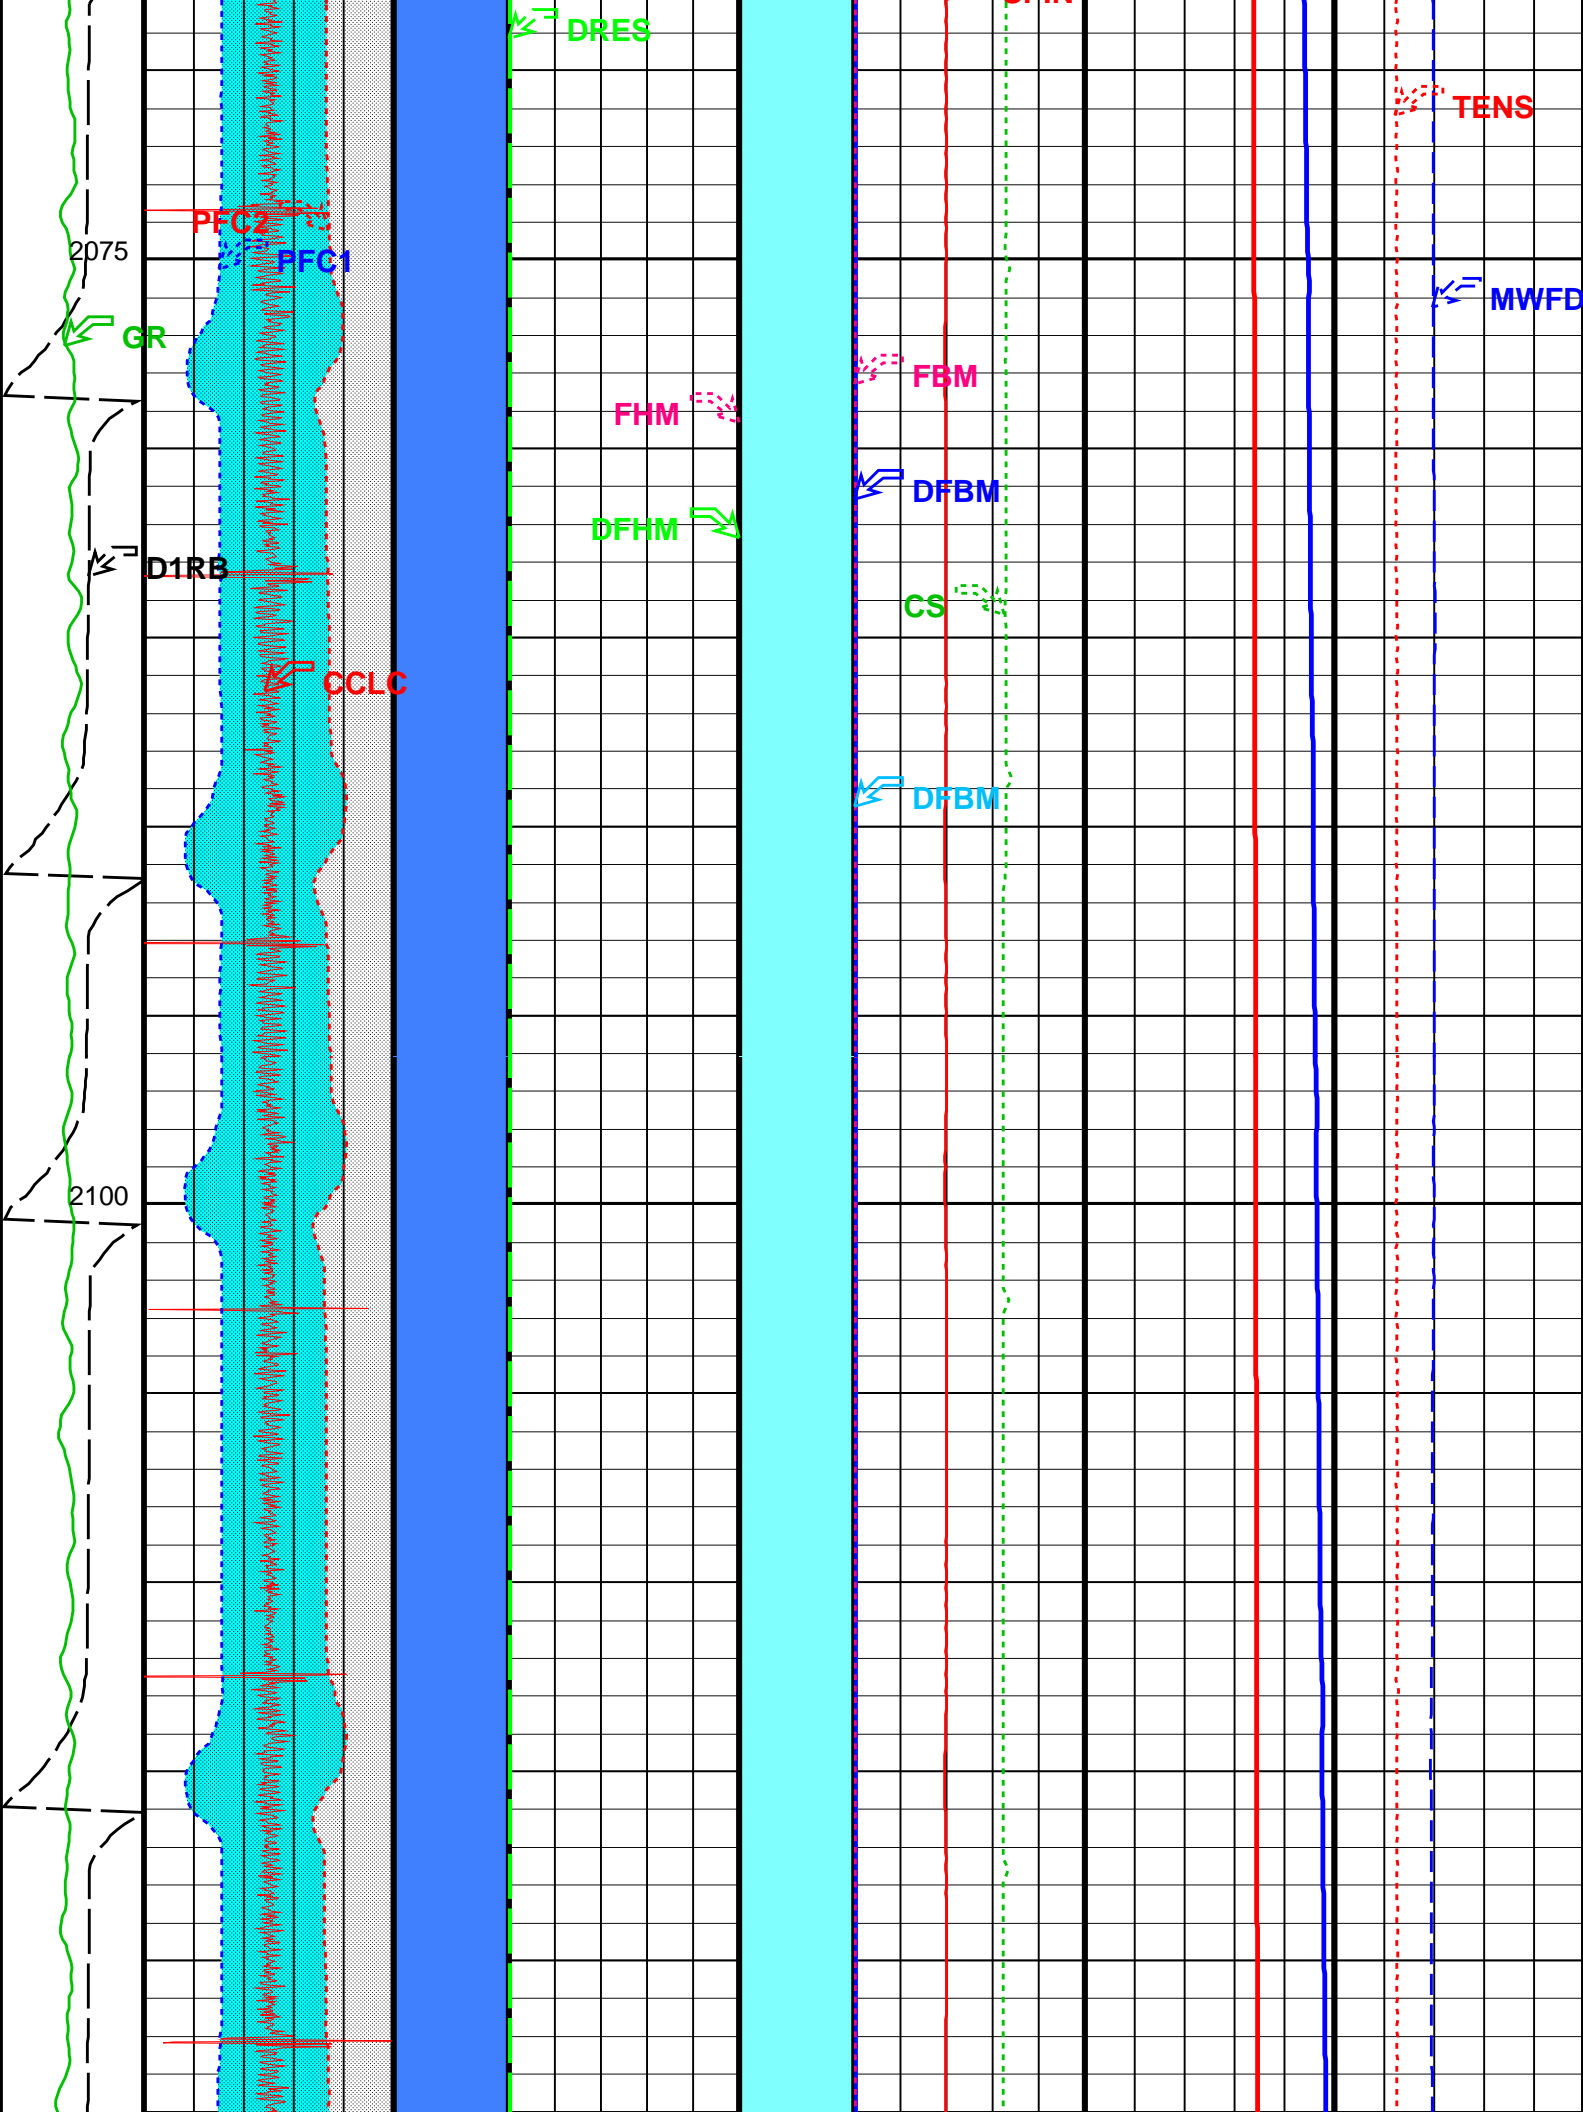 DRES
TENS
PFC2
2075
PFC1
MWFD
GR
FBM
FHM
DFBM
DFHM
D1RB
CS
CCLC
DFBM
2100